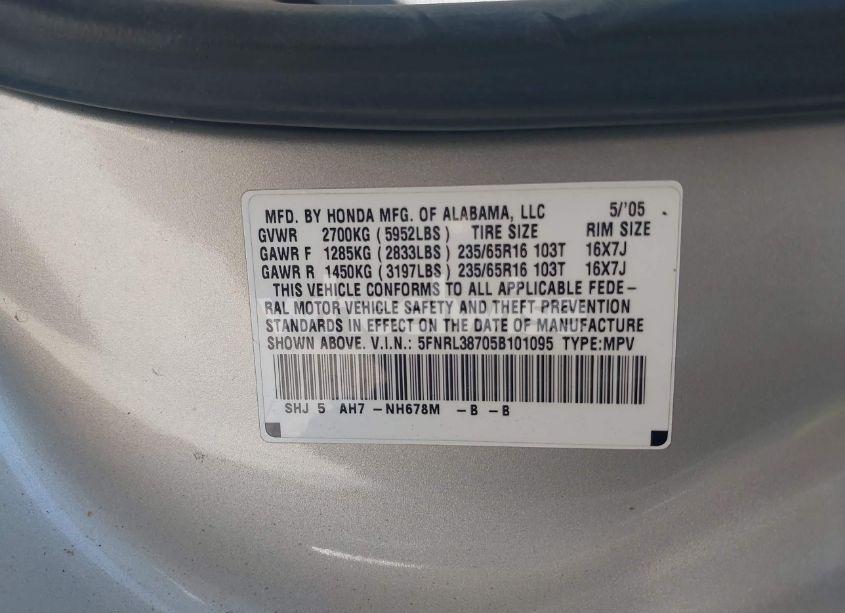 MFD. BY HONDA MFG. OF ALABAMA, LLC 5/'05
GVWR 2700KG (5952LBS) TIRE SIZE RIM SIZE
GAWR F 1285KG (2833LBS) 235/65R16 103T 16X7J
GAWR R 1450KG (3197LBS) 235/65R16 103T 16X7J
THIS VEHICLE CONFORMS TO ALL APPLICABLE FEDE-
RAL MOTOR VEHICLE SAFETY AND THEFT PREVENTION
STANDARDS IN EFFECT ON THE DATE OF MANUFACTURE
SHOWN ABOVE. V.I.N.: 5FNRL38705B101095 TYPE:MPV
SHJ 5 AH7 -NH678M -B -B